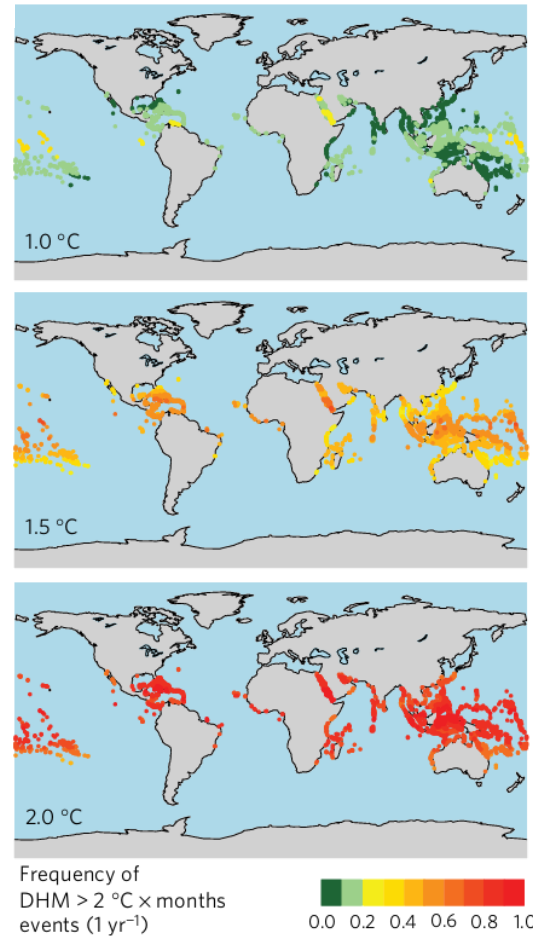 1.0 °C
1.5 °C
2.0 °C
Frequency of
DHM > 2 °C × months
events (1 yr⁻¹)
0.0 0.2 0.4 0.6 0.8 1.0